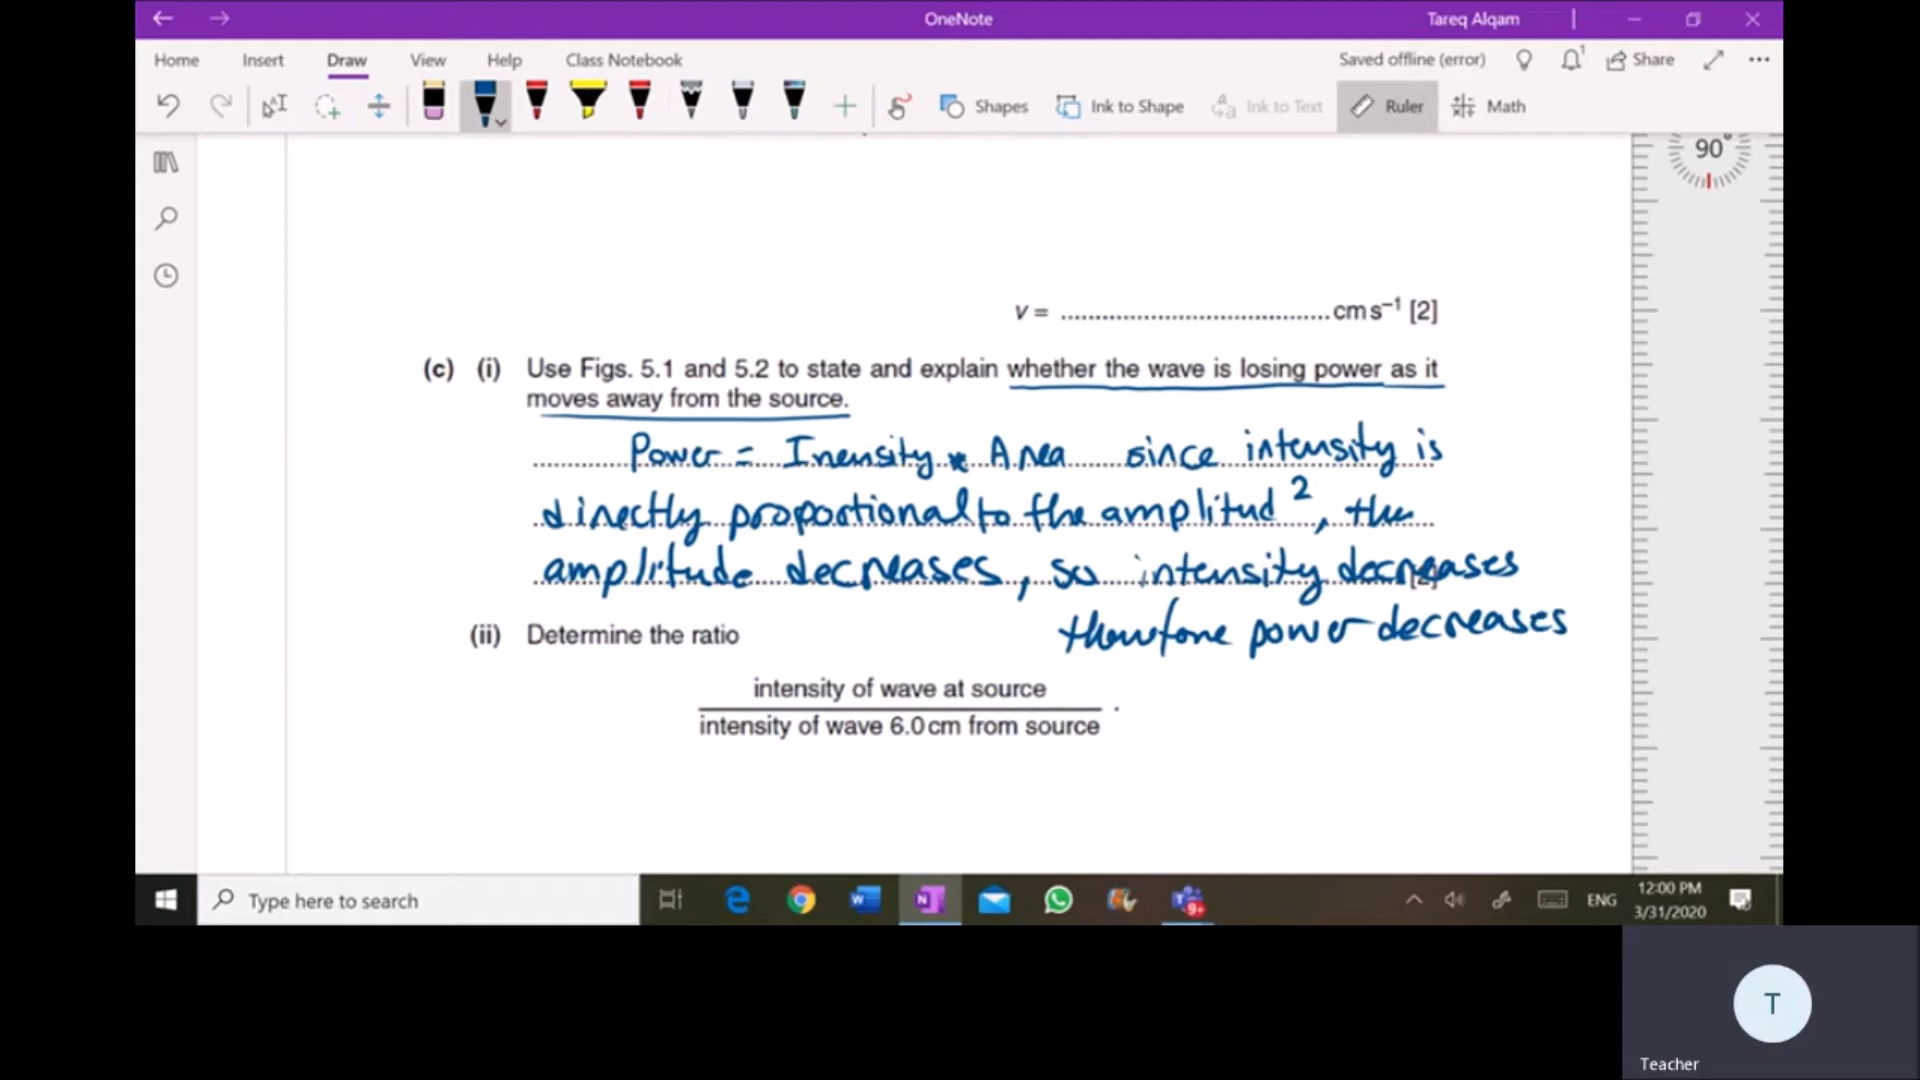 OneNote
Tareq Alqam
Home Insert Draw View Help Class Notebook
Saved offline (error) 1 Share
Shapes Ink to Shape Ink to Text Ruler Math
90°
v = ........................................ cm s⁻¹ [2]
(c) (i) Use Figs. 5.1 and 5.2 to state and explain whether the wave is losing power as it
moves away from the source.
Power = Inensity × Area since intensity is
directly proportional to the amplitud ², the
amplitude decreases, so intensity decreases
[2]
therefore power decreases
(ii) Determine the ratio
intensity of wave at source
intensity of wave 6.0 cm from source .
Type here to search
9+
ENG
12:00 PM
3/31/2020
T
Teacher